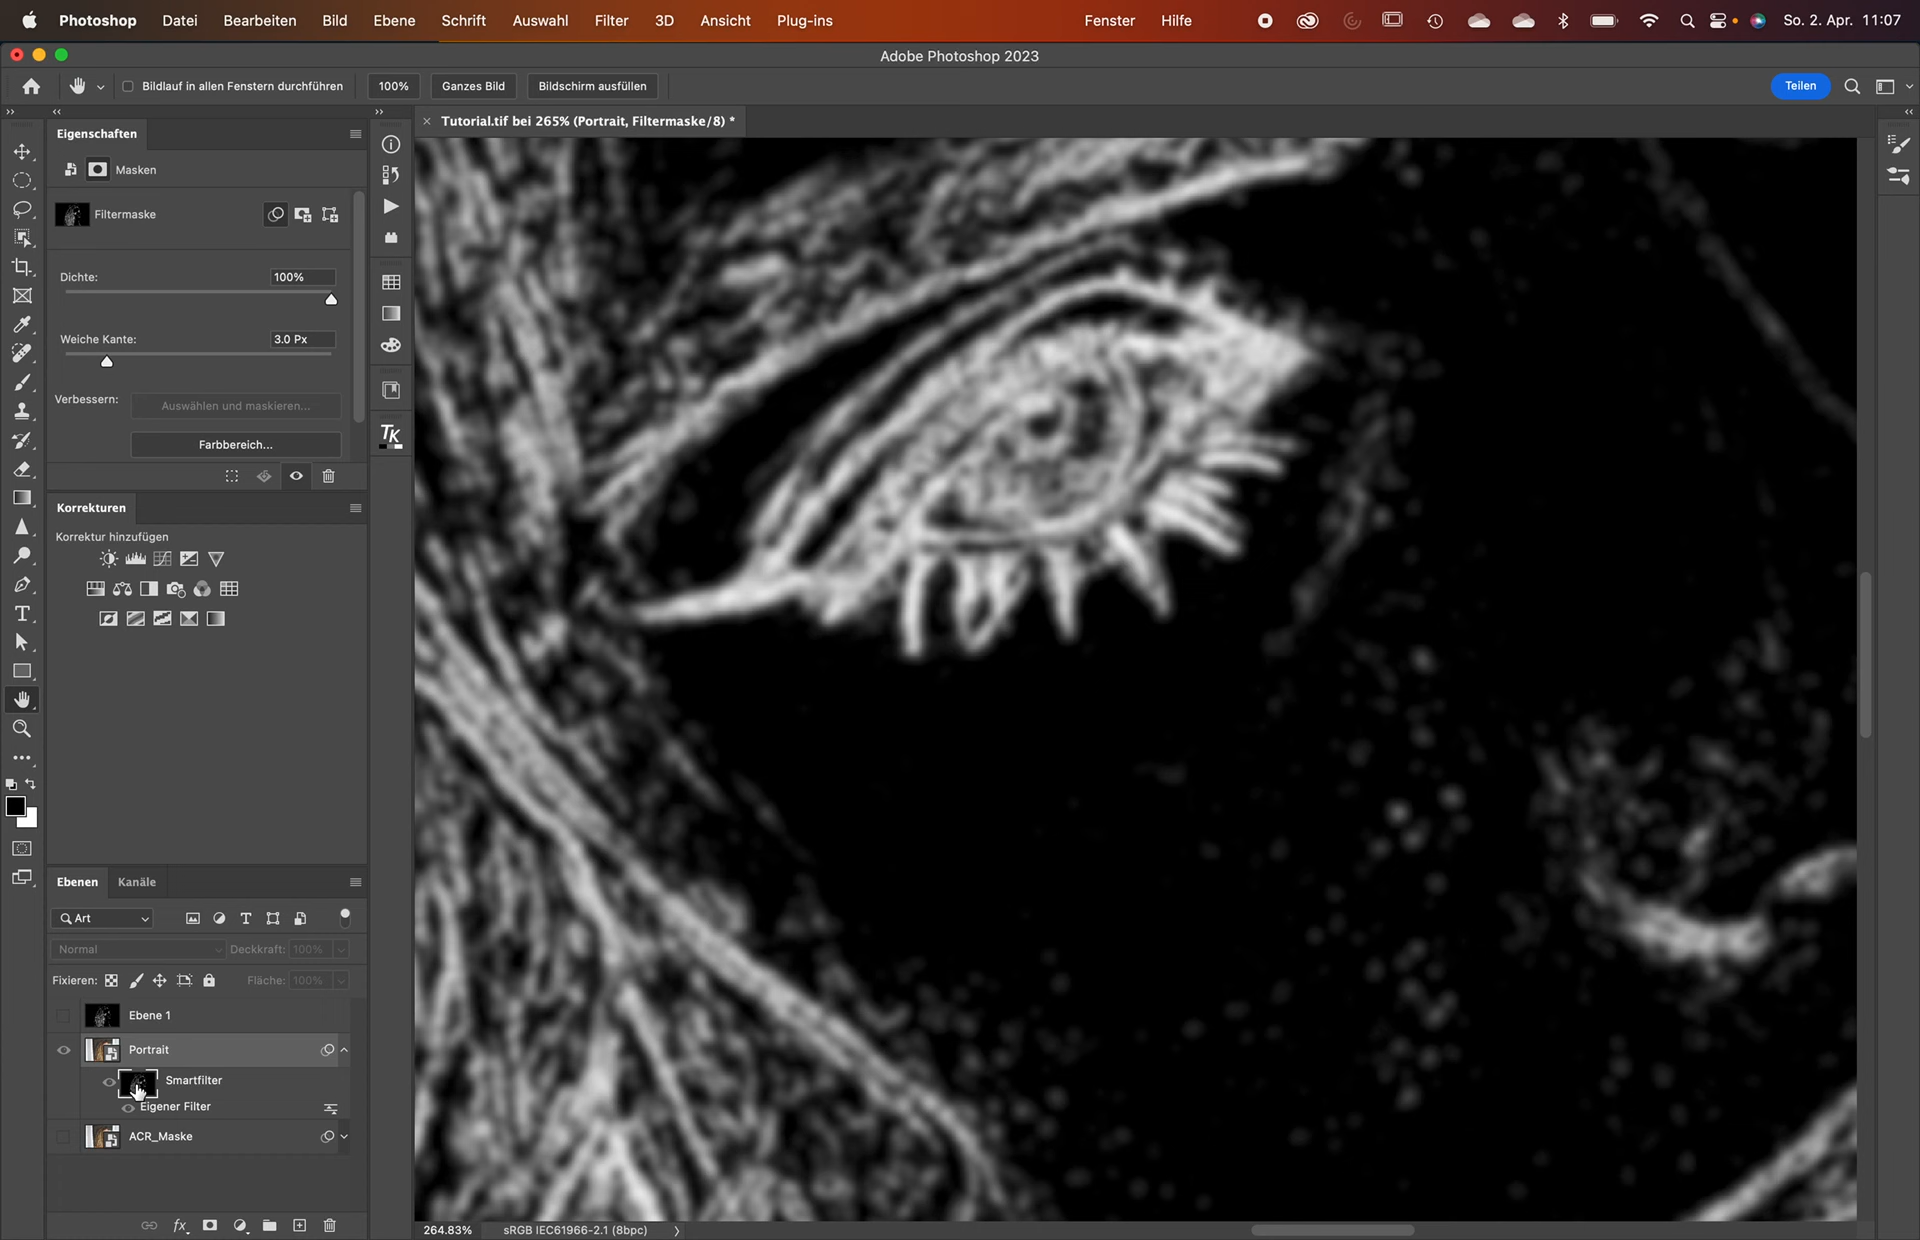 Photoshop Datei Bearbeiten Bild Ebene Schrift Auswahl Filter 3D Ansicht Plug-ins Fenster Hilfe So. 2. Apr. 11:07
Adobe Photoshop 2023
Bildlauf in allen Fenstern durchführen 100% Ganzes Bild Bildschirm ausfüllen Teilen
Tutorial.tif bei 265% (Portrait, Filtermaske/8) *
Eigenschaften
Masken
Filtermaske
Dichte: 100%
Weiche Kante: 3.0 Px
Verbessern: Auswählen und maskieren...
Farbbereich...
TK
Korrekturen
Korrektur hinzufügen
Ebenen Kanäle
Art
Normal Deckkraft: 100%
Fixieren: Fläche: 100%
Ebene 1
Portrait
Smartfilter
Eigener Filter
ACR_Maske
fx
264.83% sRGB IEC61966-2.1 (8bpc)